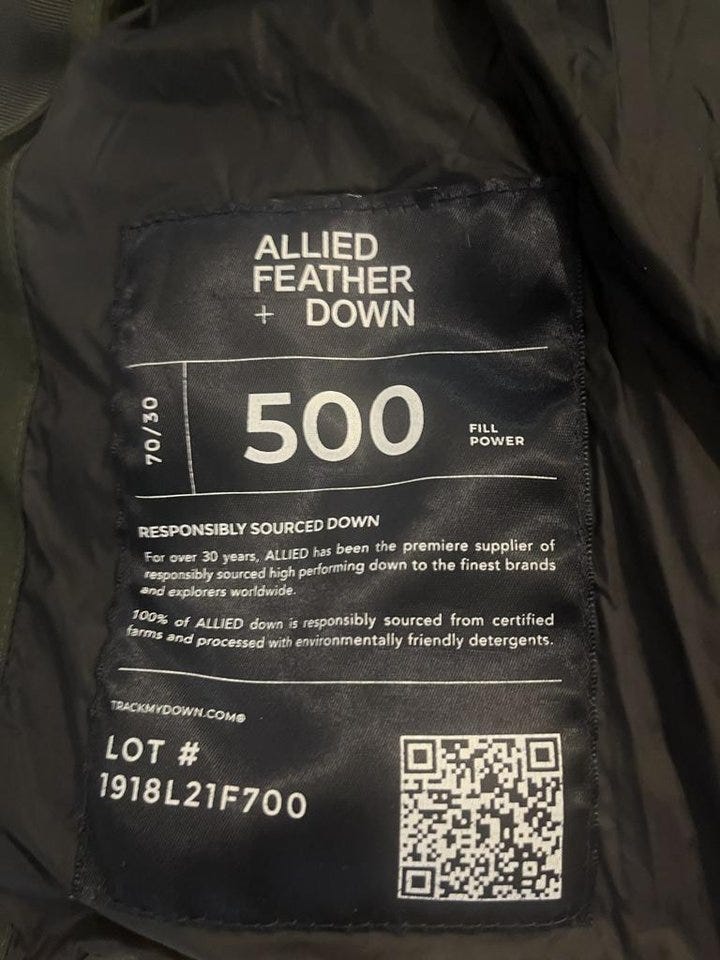 ALLIED
FEATHER
+ DOWN
70/30
500
FILL
POWER
RESPONSIBLY SOURCED DOWN
For over 30 years, ALLIED has been the premiere supplier of
responsibly sourced high performing down to the finest brands
and explorers worldwide.
100% of ALLIED down is responsibly sourced from certified
farms and processed with environmentally friendly detergents.
TRACKMYDOWN.COM®
LOT #
1918L21F700